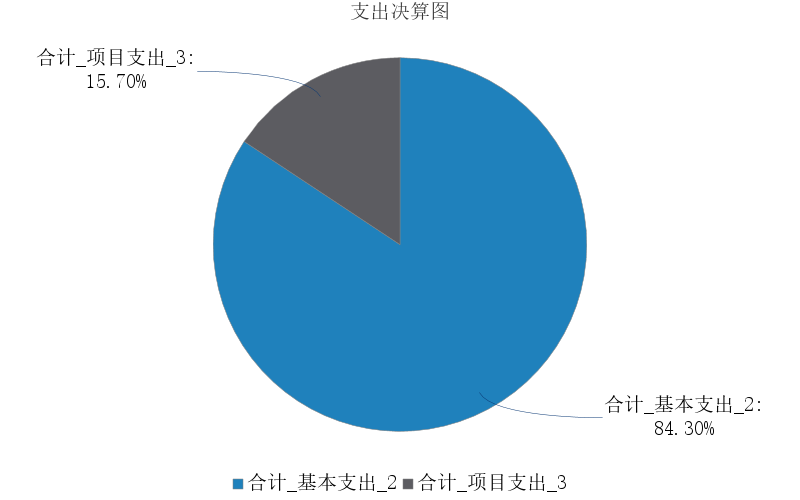 支出决算图
合计_项目支出_3:
15.70%
合计_基本支出_2:
84.30%
合计_基本支出_2 合计_项目支出_3